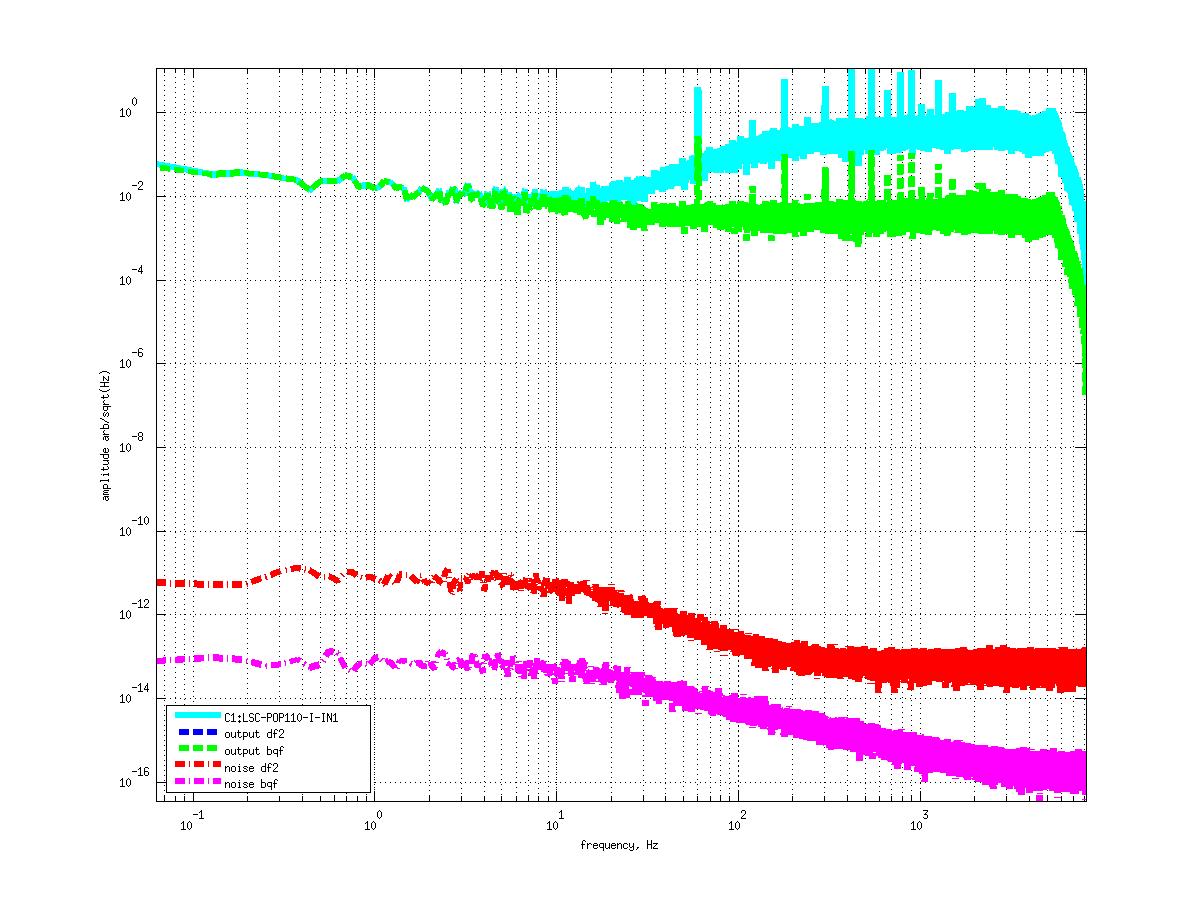 amplitude arb/sqrt(Hz)
10^0
10^-2
10^-4
10^-6
10^-8
10^-10
10^-12
10^-14
10^-16
C1:LSC-POP110-I-IN1
output df2
output bqf
noise df2
noise bqf
10^-1 10^0 10^1 10^2 10^3
frequency, Hz